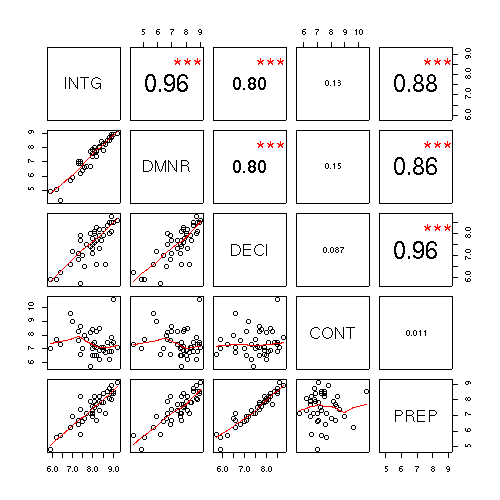 5 6 7 8 9 6 7 8 9 10
INTG 0.96 *** 0.80 *** 0.13 0.88 *** 6.0 7.0 8.0 9.0
5 6 7 8 9 DMNR 0.80 *** 0.15 0.86 ***
DECI 0.087 0.96 *** 6.0 7.0 8.0
6 7 8 9 10 CONT 0.011
PREP 5 6 7 8 9
6.0 7.0 8.0 9.0 6.0 7.0 8.0 5 6 7 8 9